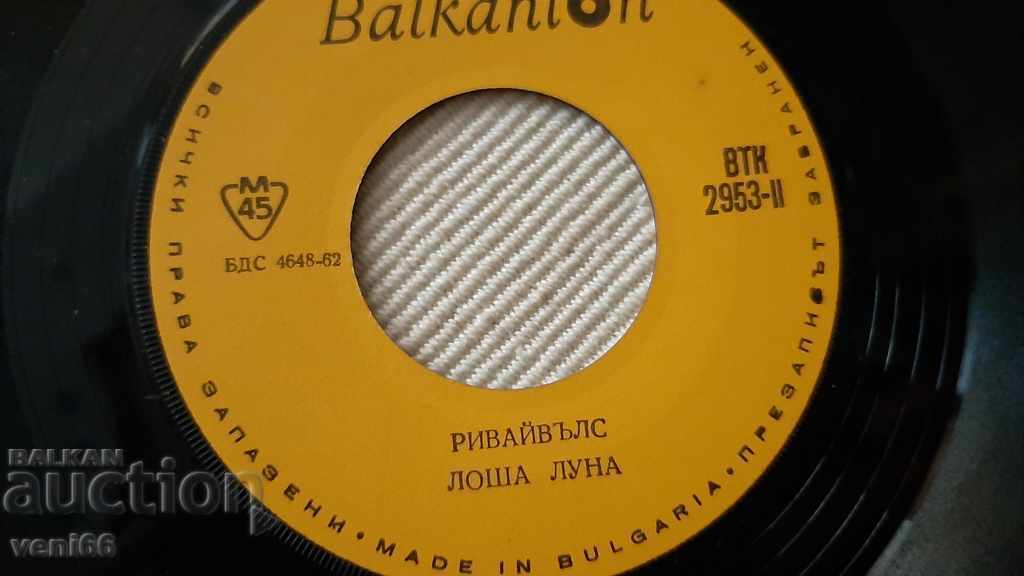 Balkanton
ВТК
2953-II
М
45
БДС 4648-62
РИВАЙВЪЛС
ЛОША ЛУНА
ВСИЧКИ ПРАВА ЗАПАЗЕНИ • MADE IN BULGARIA • ПРЕЗАПИСЪТ ЗАБРАНЕН
BALKAN
auction
veni66